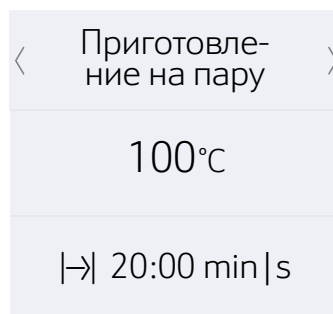 Приготовле-
ние на пару
100°C
|→| 20:00 min|s